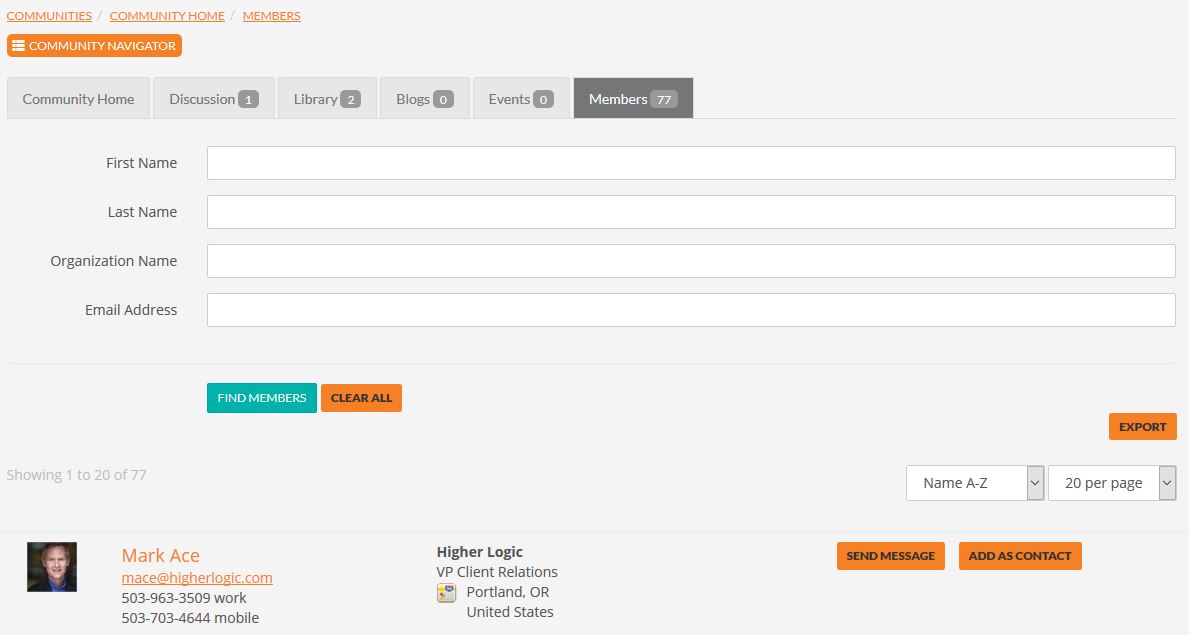 COMMUNITIES / COMMUNITY HOME / MEMBERS
COMMUNITY NAVIGATOR
Community Home Discussion 1 Library 2 Blogs 0 Events 0 Members 77
First Name
Last Name
Organization Name
Email Address
FIND MEMBERS CLEAR ALL
EXPORT
Showing 1 to 20 of 77
Name A-Z 20 per page
Mark Ace
mace@higherlogic.com
503-963-3509 work
503-703-4644 mobile
Higher Logic
VP Client Relations
Portland, OR
United States
SEND MESSAGE ADD AS CONTACT